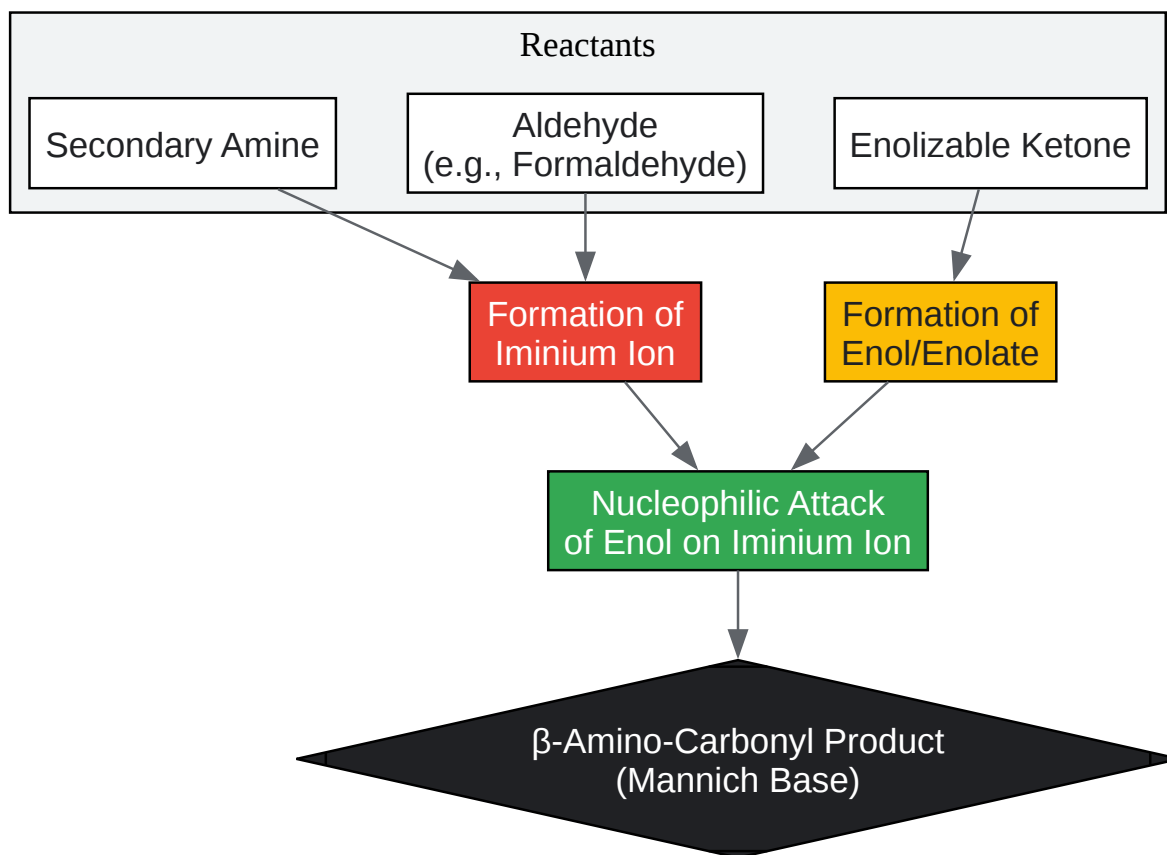 Reactants
Secondary Amine
Aldehyde
(e.g., Formaldehyde)
Enolizable Ketone
Formation of
Iminium Ion
Formation of
Enol/Enolate
Nucleophilic Attack
of Enol on Iminium Ion
β-Amino-Carbonyl Product
(Mannich Base)